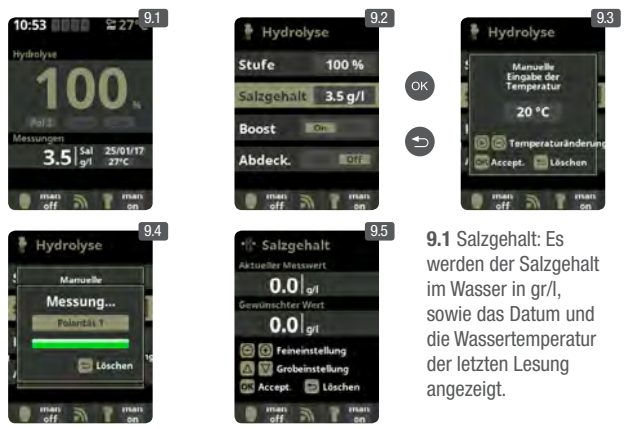 9.1
10:53 27°C
Hydrolyse
100 %
Pol 2
Messungen
3.5 Sal g/l 25/01/17 27°C
man off man on
9.2
Hydrolyse
Stufe 100 %
Salzgehalt 3.5 g/l
Boost On
Abdeck. Off
man off man on
OK
9.3
Hydrolyse
Manuelle
Eingabe der
Temperatur
20 °C
Temperaturänderung
OK Accept. Löschen
man off man on
9.4
Hydrolyse
Manuelle
Messung...
Polarität 1
Löschen
man off man on
9.5
Salzgehalt
Aktueller Messwert
0.0 g/l
Gewünschter Wert
0.0 g/l
Feineinstellung
Grobeinstellung
OK Accept. Löschen
man off man on
9.1 Salzgehalt: Es
werden der Salzgehalt
im Wasser in gr/l,
sowie das Datum und
die Wassertemperatur
der letzten Lesung
angezeigt.